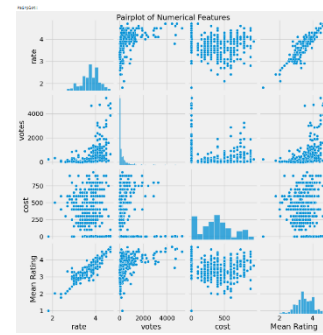 Pairplot of Numerical Features
rate
4
3
2
votes
4000
2000
0
cost
750
500
250
0
Mean Rating
4
3
2
1
2 4
0 2000 4000
0 500
2 4
rate votes cost Mean Rating